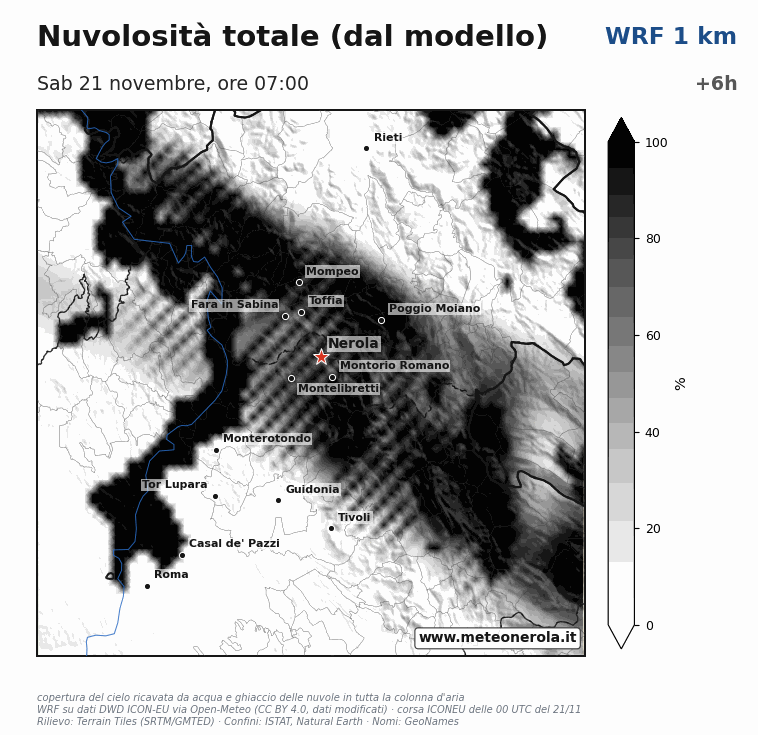 Nuvolosità totale (dal modello)
WRF 1 km
Sab 21 novembre, ore 07:00
+6h
Rieti
Mompeo
Fara in Sabina
Toffia
Poggio Moiano
Nerola
Montorio Romano
Montelibretti
Monterotondo
Tor Lupara
Guidonia
Tivoli
Casal de' Pazzi
Roma
www.meteonerola.it
100
80
60
40
20
0
%
copertura del cielo ricavata da acqua e ghiaccio delle nuvole in tutta la colonna d'aria
WRF su dati DWD ICON-EU via Open-Meteo (CC BY 4.0, dati modificati) · corsa ICONEU delle 00 UTC del 21/11
Rilievo: Terrain Tiles (SRTM/GMTED) · Confini: ISTAT, Natural Earth · Nomi: GeoNames